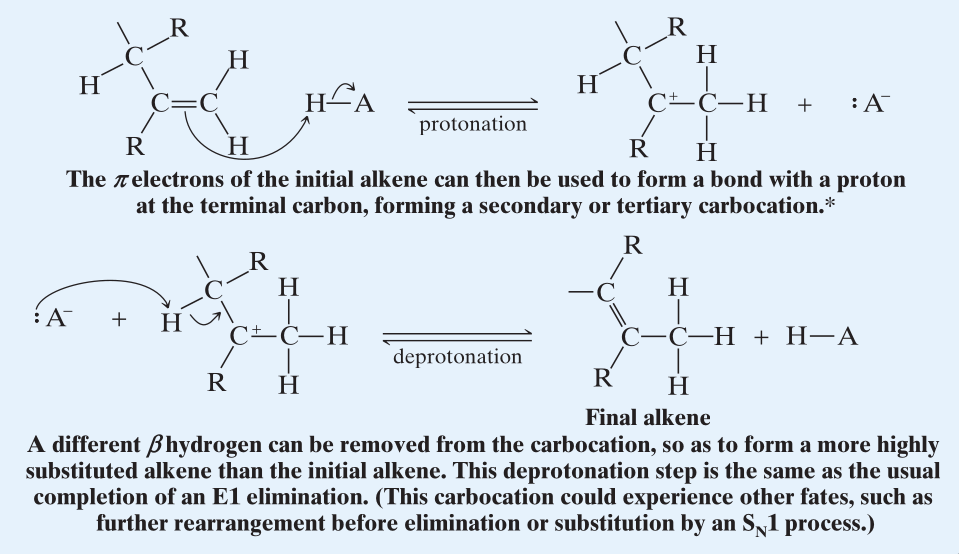 R
C
H
H
C=C
H—A
R
H
protonation
R
C
H
H
C+—C—H
+
:A−
R
H
The π electrons of the initial alkene can then be used to form a bond with a proton
at the terminal carbon, forming a secondary or tertiary carbocation.*
R
C
H
:A−
+
H
C+—C—H
R
H
deprotonation
R
—C
H
C—C—H + H—A
R
H
Final alkene
A different β hydrogen can be removed from the carbocation, so as to form a more highly
substituted alkene than the initial alkene. This deprotonation step is the same as the usual
completion of an E1 elimination. (This carbocation could experience other fates, such as
further rearrangement before elimination or substitution by an SN1 process.)